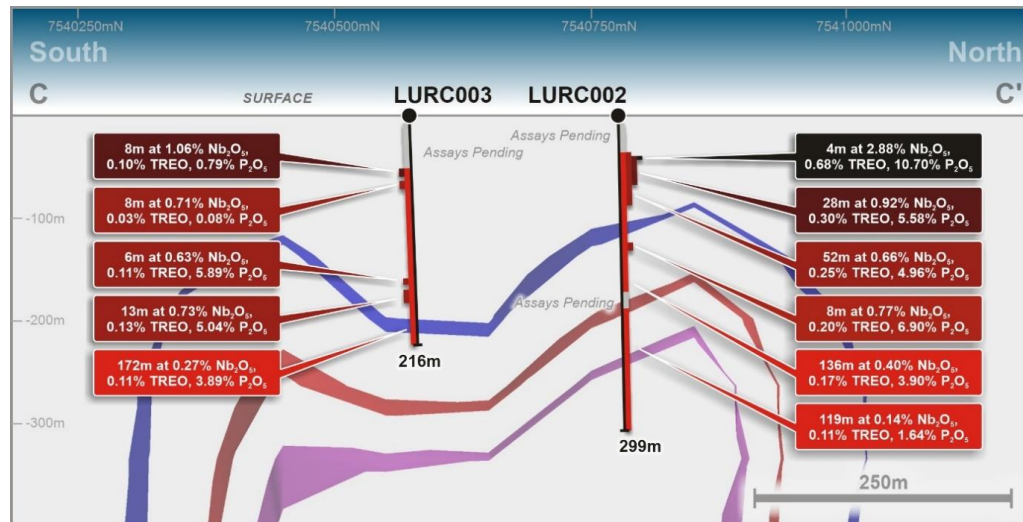 7540250mN
7540500mN
7540750mN
7541000mN
South
North
C
SURFACE
LURC003
LURC002
C'
Assays Pending
Assays Pending
8m at 1.06% Nb₂O₅,
0.10% TREO, 0.79% P₂O₅
8m at 0.71% Nb₂O₅,
0.03% TREO, 0.08% P₂O₅
6m at 0.63% Nb₂O₅,
0.11% TREO, 5.89% P₂O₅
13m at 0.73% Nb₂O₅,
0.13% TREO, 5.04% P₂O₅
172m at 0.27% Nb₂O₅,
0.11% TREO, 3.89% P₂O₅
4m at 2.88% Nb₂O₅,
0.68% TREO, 10.70% P₂O₅
28m at 0.92% Nb₂O₅,
0.30% TREO, 5.58% P₂O₅
52m at 0.66% Nb₂O₅,
0.25% TREO, 4.96% P₂O₅
8m at 0.77% Nb₂O₅,
0.20% TREO, 6.90% P₂O₅
136m at 0.40% Nb₂O₅,
0.17% TREO, 3.90% P₂O₅
119m at 0.14% Nb₂O₅,
0.11% TREO, 1.64% P₂O₅
-100m
-200m
-300m
Assays Pending
216m
299m
250m